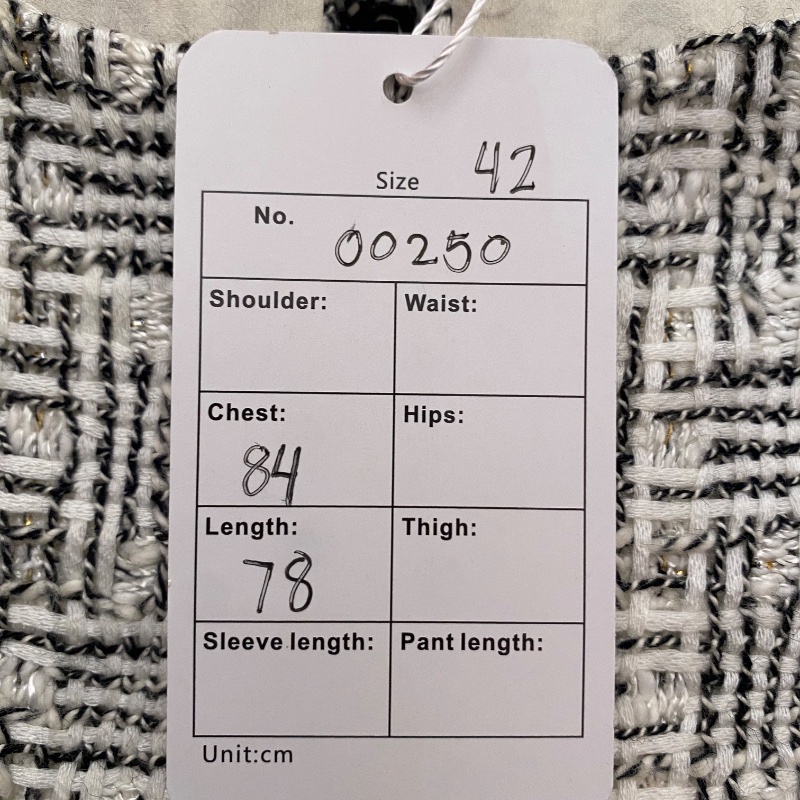 Size 42
No. 00250
Shoulder: Waist:
Chest: Hips:
84
Length: Thigh:
78
Sleeve length: Pant length:
Unit:cm